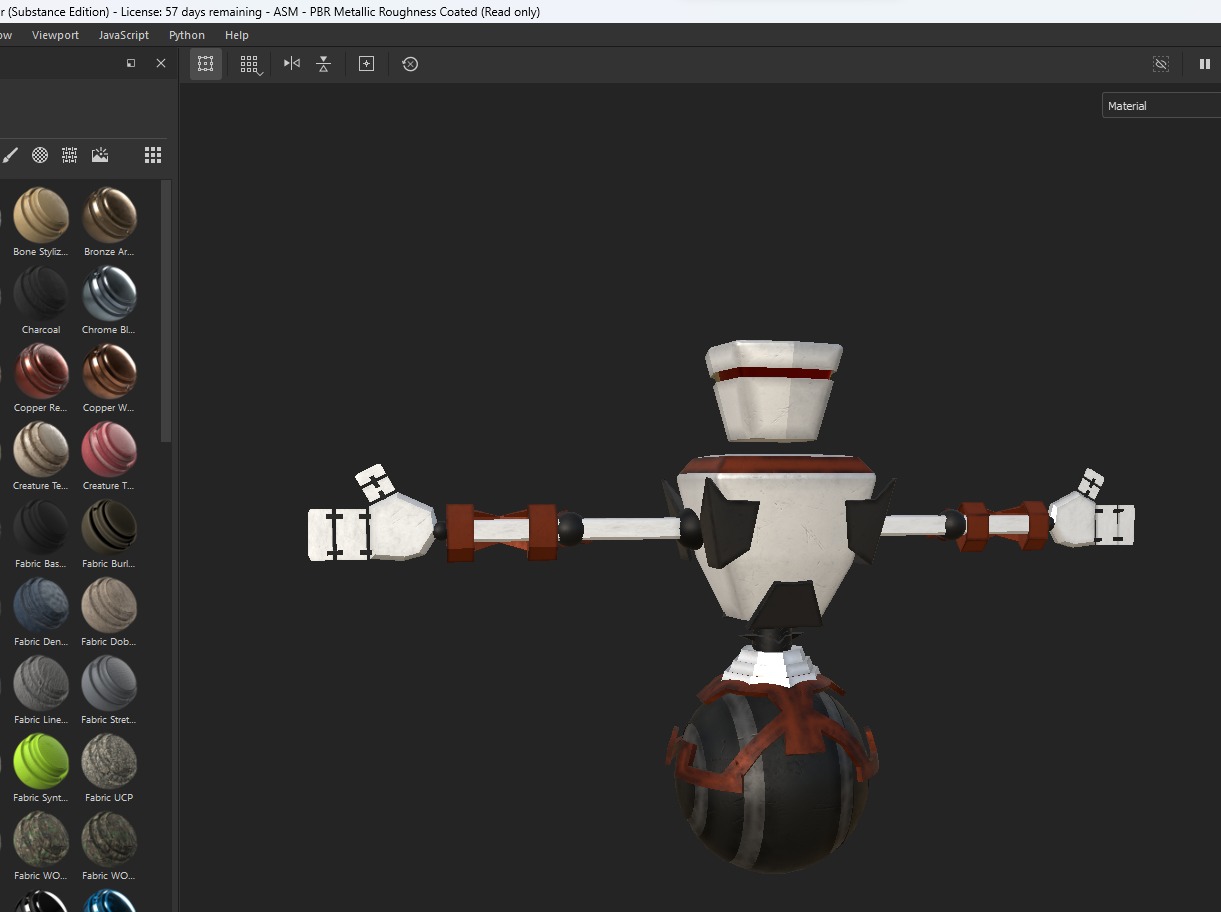 r (Substance Edition) - License: 57 days remaining - ASM - PBR Metallic Roughness Coated (Read only)
ow Viewport JavaScript Python Help
Material
Bone Styliz... Bronze Ar...
Charcoal Chrome Bl...
Copper Re... Copper W...
Creature Te... Creature T...
Fabric Bas... Fabric Burl...
Fabric Den... Fabric Dob...
Fabric Line... Fabric Stret...
Fabric Synt... Fabric UCP
Fabric WO... Fabric WO...